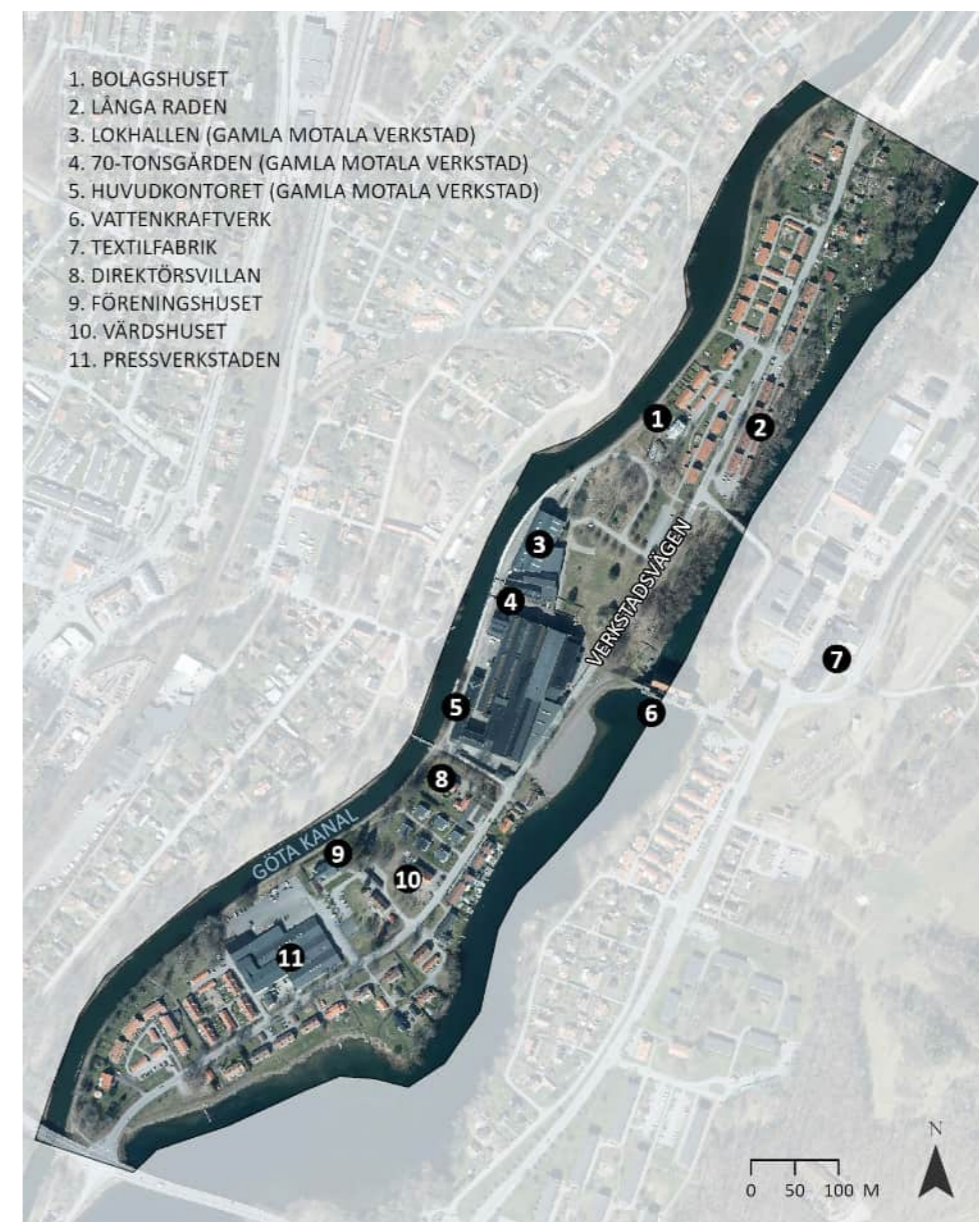 1. BOLAGSHUSET
2. LÅNGA RADEN
3. LOKHALLEN (GAMLA MOTALA VERKSTAD)
4. 70-TONSGÅRDEN (GAMLA MOTALA VERKSTAD)
5. HUVUDKONTORET (GAMLA MOTALA VERKSTAD)
6. VATTENKRAFTVERK
7. TEXTILFABRIK
8. DIREKTÖRSVILLAN
9. FÖRENINGSHUSET
10. VÄRDSHUSET
11. PRESSVERKSTADEN
1
2
3
VERKSTADSVÄGEN
4
7
5
6
8
GÖTA KANAL
9
10
11
N
0 50 100 M